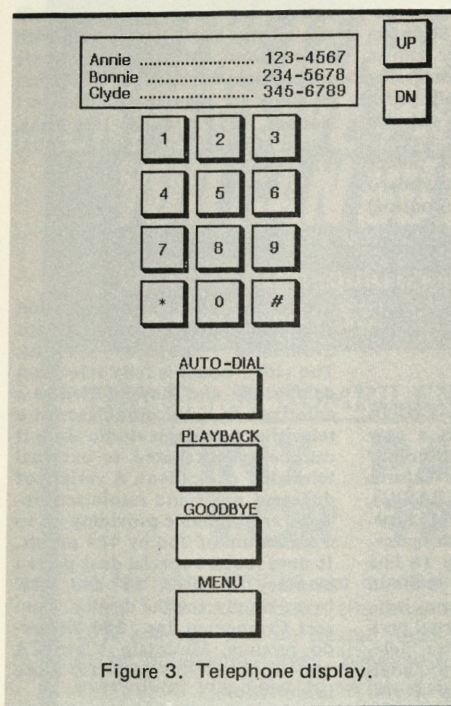 UP
Annie ........................ 123-4567
Bonnie ...................... 234-5678
Clyde ........................ 345-6789
DN
1 2 3
4 5 6
7 8 9
* 0 #
AUTO-DIAL
PLAYBACK
GOODBYE
MENU
Figure 3. Telephone display.